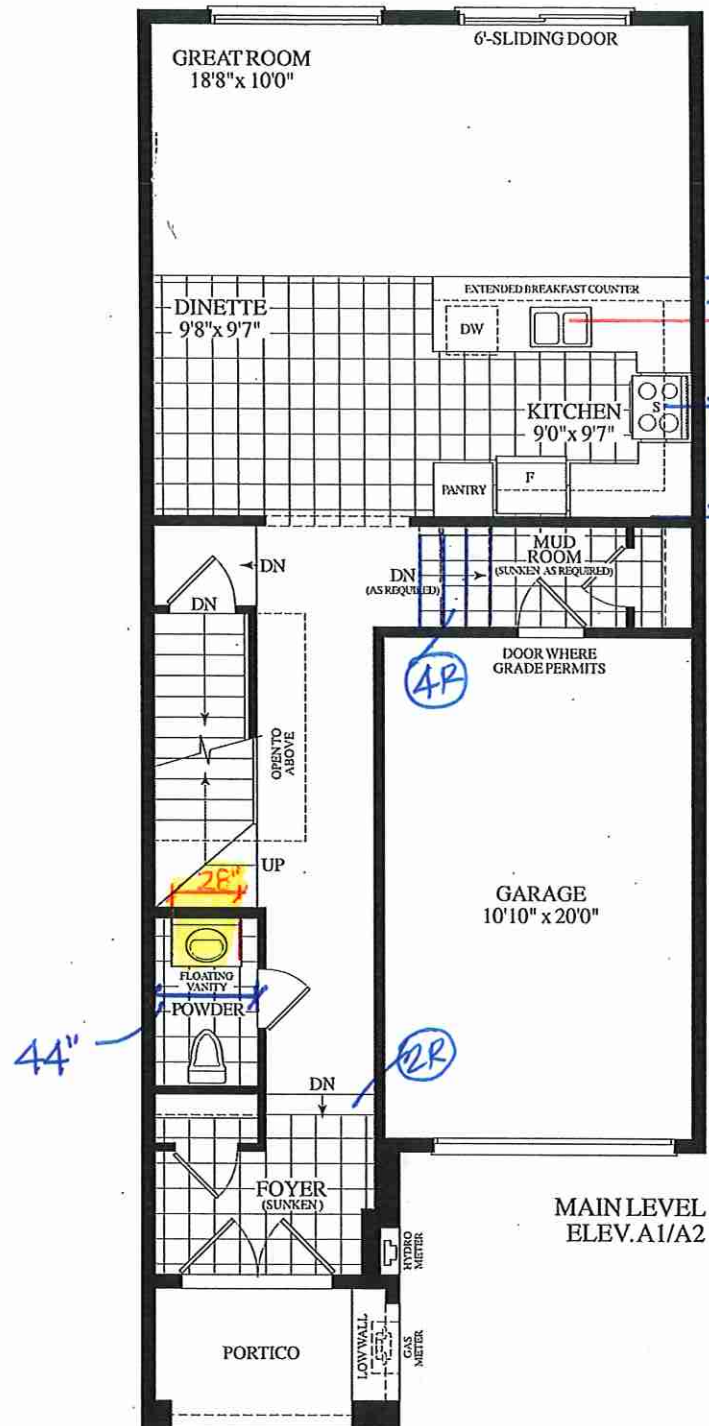 6'-SLIDING DOOR
GREAT ROOM
18'8"x 10'0"
EXTENDED BREAKFAST COUNTER
DINETTE
9'8"x 9'7"
DW
S
KITCHEN
9'0"x 9'7"
PANTRY
F
DN
DN
MUD
ROOM
(SUNKEN AS REQUIRED)
DN
(AS REQUIRED)
4R
DOOR WHERE
GRADE PERMITS
OPEN TO
ABOVE
UP
28"
GARAGE
10'10" x 20'0"
FLOATING
VANITY
POWDER
44"
2R
DN
FOYER
(SUNKEN)
MAIN LEVEL
ELEV. A1/A2
HYDRO
METER
PORTICO
LOW WALL
GAS
METER